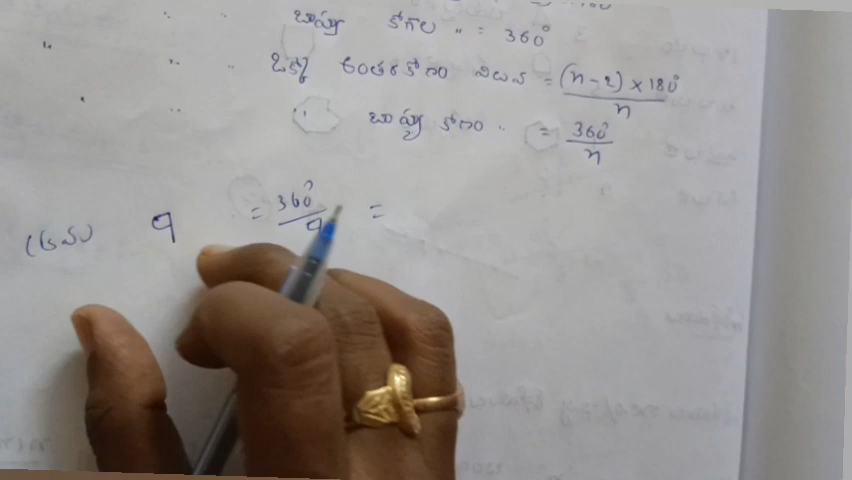 బాహ్య కోణాల " = 360°
ఒక్కో అంతరకోణం విలువ = (n-2) × 180° / n
బాహ్య కోణం " = 360° / n
9 = 360° / 9 =